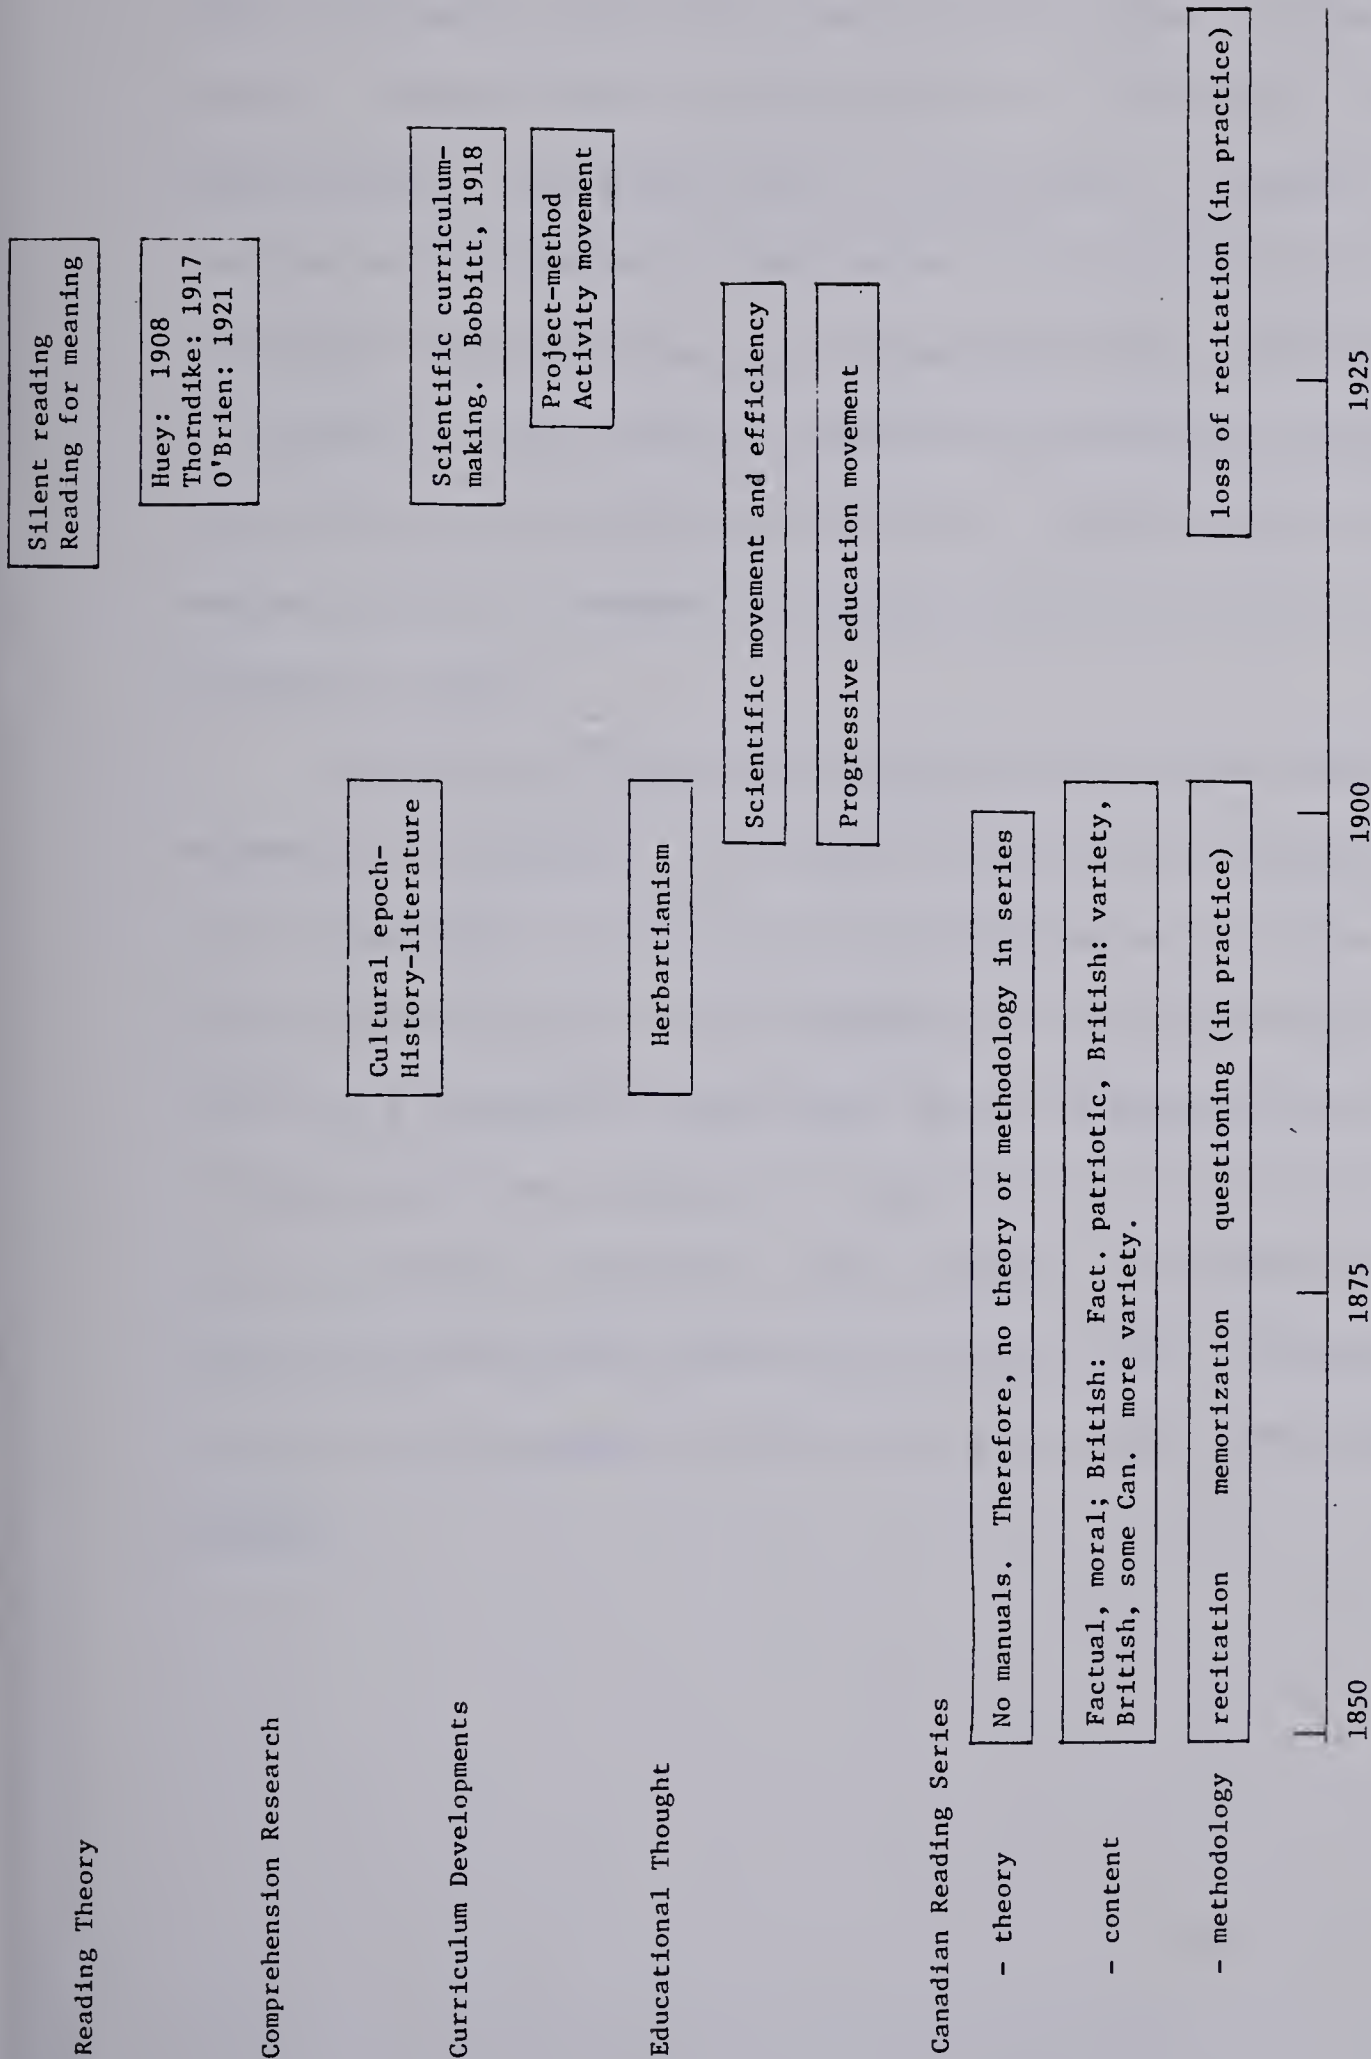 Reading Theory
Silent reading
Reading for meaning
Comprehension Research
Huey: 1908
Thorndike: 1917
O'Brien: 1921
Curriculum Developments
Cultural epoch-
History-literature
Scientific curriculum-
making. Bobbitt, 1918
Project-method
Activity movement
Educational Thought
Herbartianism
Scientific movement and efficiency
Progressive education movement
Canadian Reading Series
- theory
No manuals. Therefore, no theory or methodology in series
- content
Factual, moral; British: Fact. patriotic, British: variety,
British, some Can. more variety.
- methodology
recitation memorization questioning (in practice)
loss of recitation (in practice)
1850 1875 1900 1925